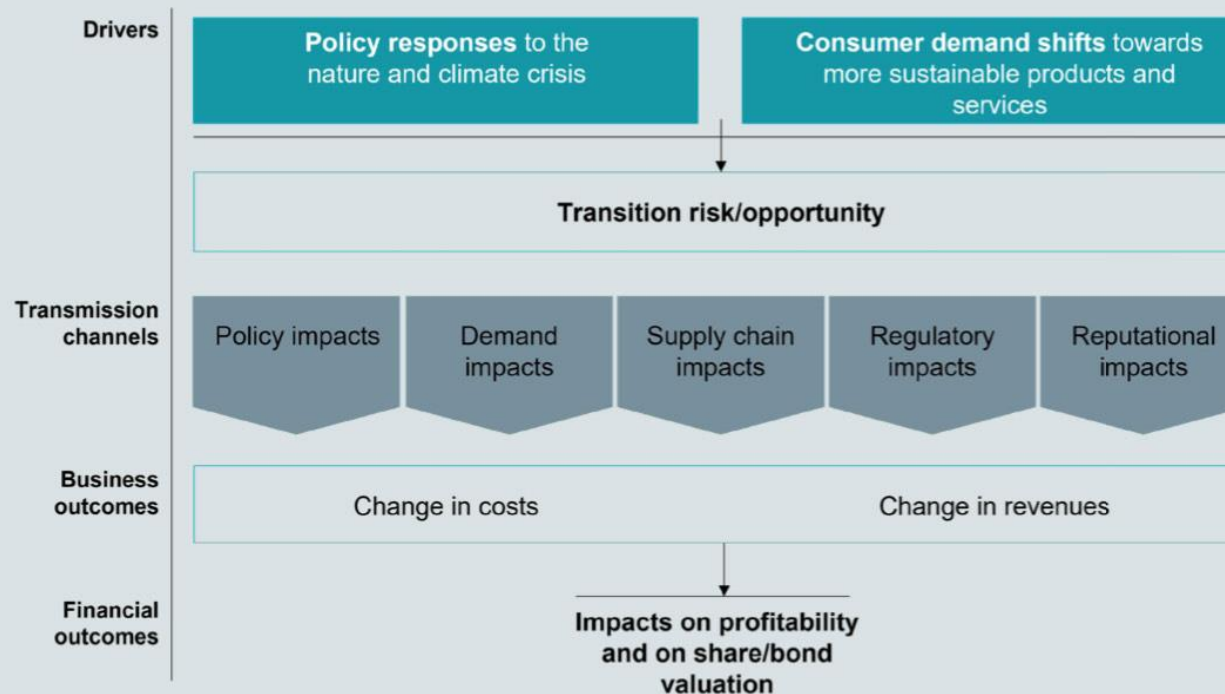 Drivers
Policy responses to the
nature and climate crisis
Consumer demand shifts towards
more sustainable products and
services
Transition risk/opportunity
Transmission
channels
Policy impacts
Demand
impacts
Supply chain
impacts
Regulatory
impacts
Reputational
impacts
Business
outcomes
Change in costs
Change in revenues
Financial
outcomes
Impacts on profitability
and on share/bond
valuation